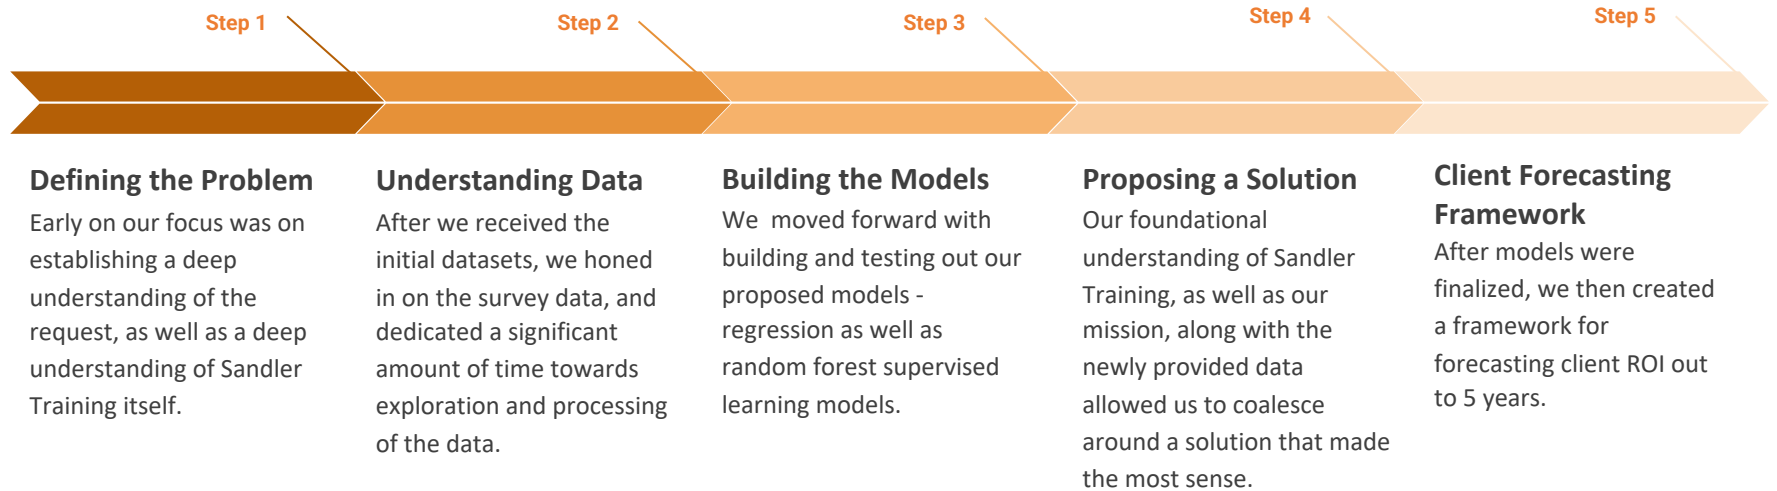 Step 1
Step 2
Step 3
Step 4
Step 5
Defining the Problem
Early on our focus was on
establishing a deep
understanding of the
request, as well as a deep
understanding of Sandler
Training itself.
Understanding Data
After we received the
initial datasets, we honed
in on the survey data, and
dedicated a significant
amount of time towards
exploration and processing
of the data.
Building the Models
We moved forward with
building and testing out our
proposed models -
regression as well as
random forest supervised
learning models.
Proposing a Solution
Our foundational
understanding of Sandler
Training, as well as our
mission, along with the
newly provided data
allowed us to coalesce
around a solution that made
the most sense.
Client Forecasting
Framework
After models were
finalized, we then created
a framework for
forecasting client ROI out
to 5 years.